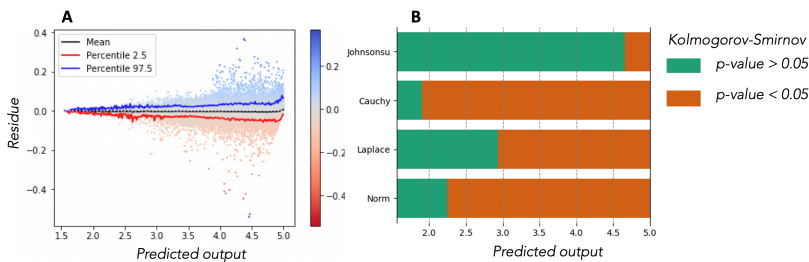 A
Residue
0.4
0.2
0.0
−0.2
−0.4
Mean
Percentile 2.5
Percentile 97.5
1.5 2.0 2.5 3.0 3.5 4.0 4.5 5.0
Predicted output
0.2
0.0
−0.2
−0.4
B
Johnsonsu
Cauchy
Laplace
Norm
2.0 2.5 3.0 3.5 4.0 4.5 5.0
Predicted output
Kolmogorov-Smirnov
p-value > 0.05
p-value < 0.05